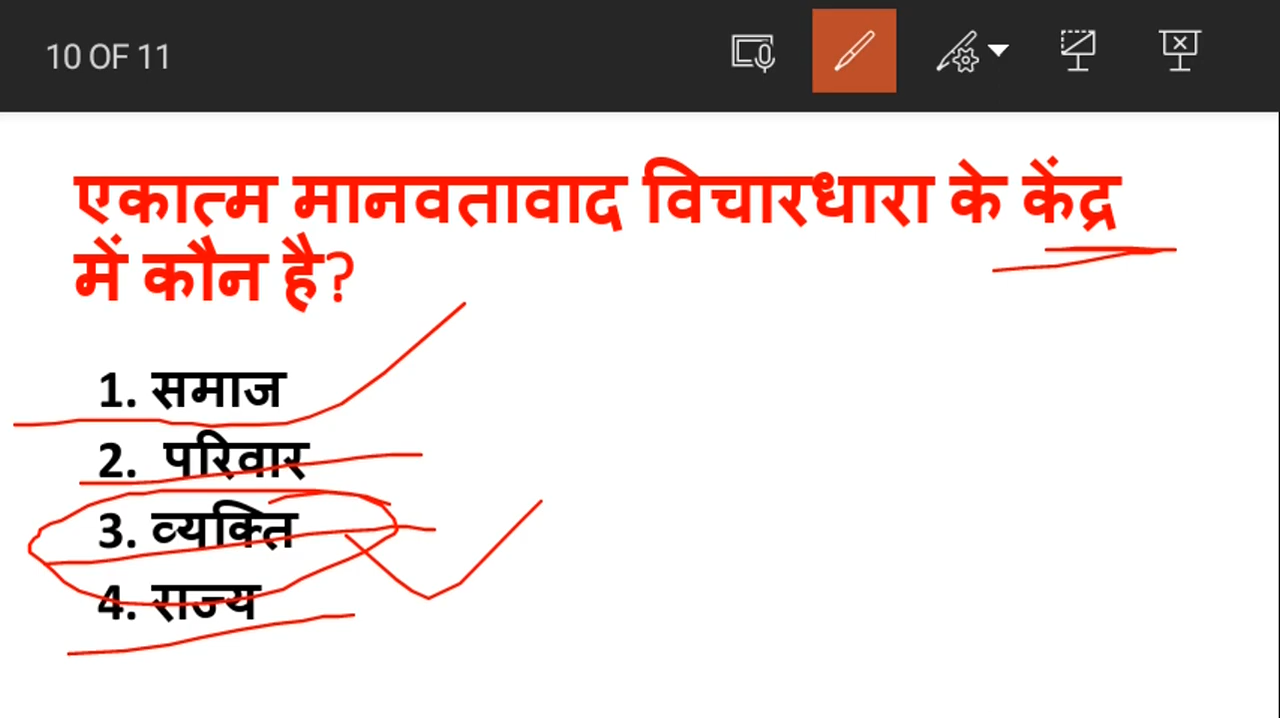 10 OF 11
एकात्म मानवतावाद विचारधारा के केंद्र
में कौन है?
1. समाज
2. परिवार
3. व्यक्ति
4. राज्य